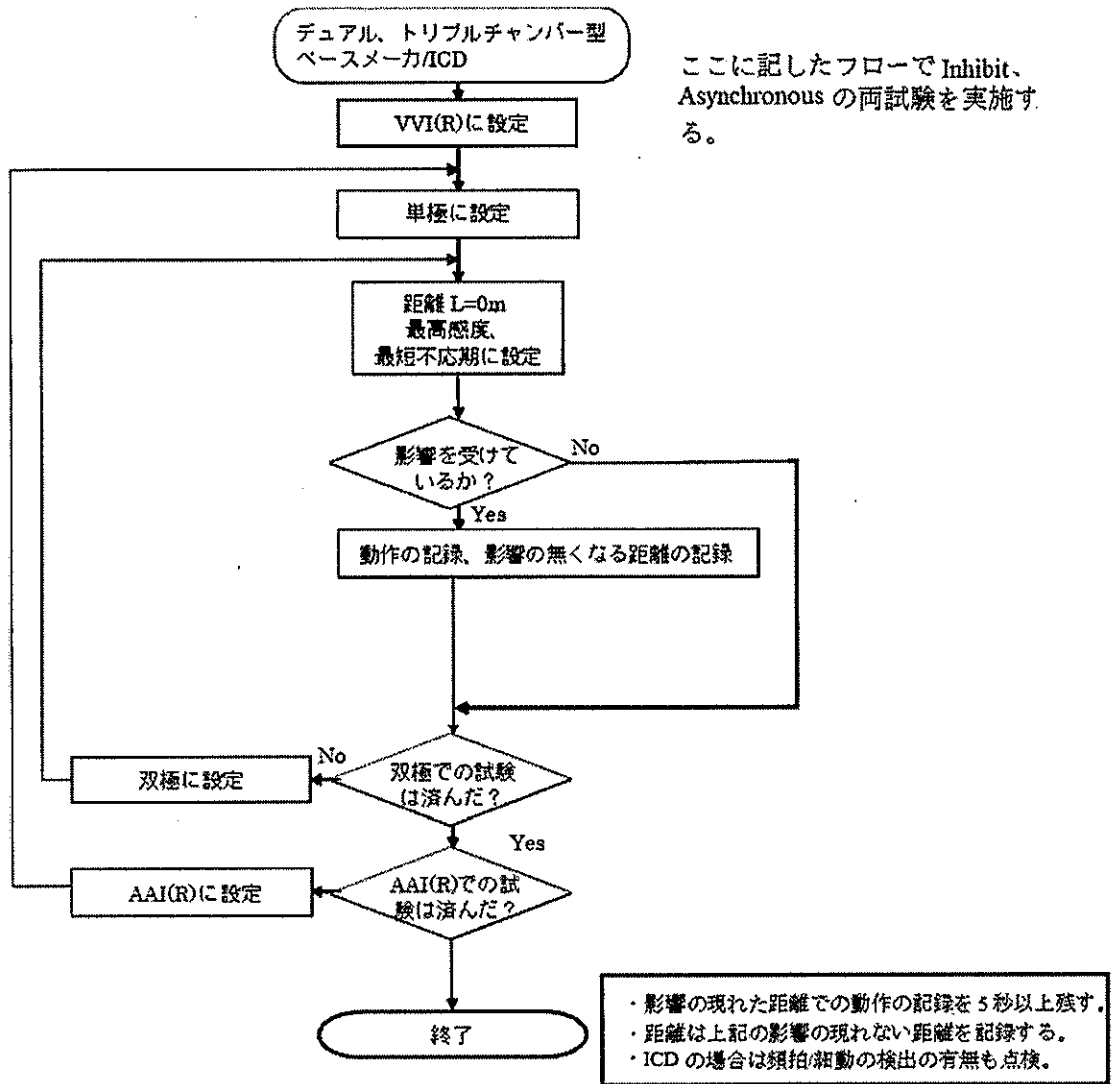 デュアル、トリプルチャンバー型
ペースメーカ/ICD
ここに記したフローで Inhibit、
Asynchronous の両試験を実施す
る。
VVI(R)に設定
単極に設定
距離 L=0m
最高感度、
最短不応期に設定
影響を受けて
いるか？
No
Yes
動作の記録、影響の無くなる距離の記録
双極での試験
は済んだ？
No
双極に設定
Yes
AAI(R)での試
験は済んだ？
AAI(R)に設定
終了
・影響の現れた距離での動作の記録を 5 秒以上残す。
・距離は上記の影響の現れない距離を記録する。
・ICD の場合は頻拍/細動の検出の有無も点検。